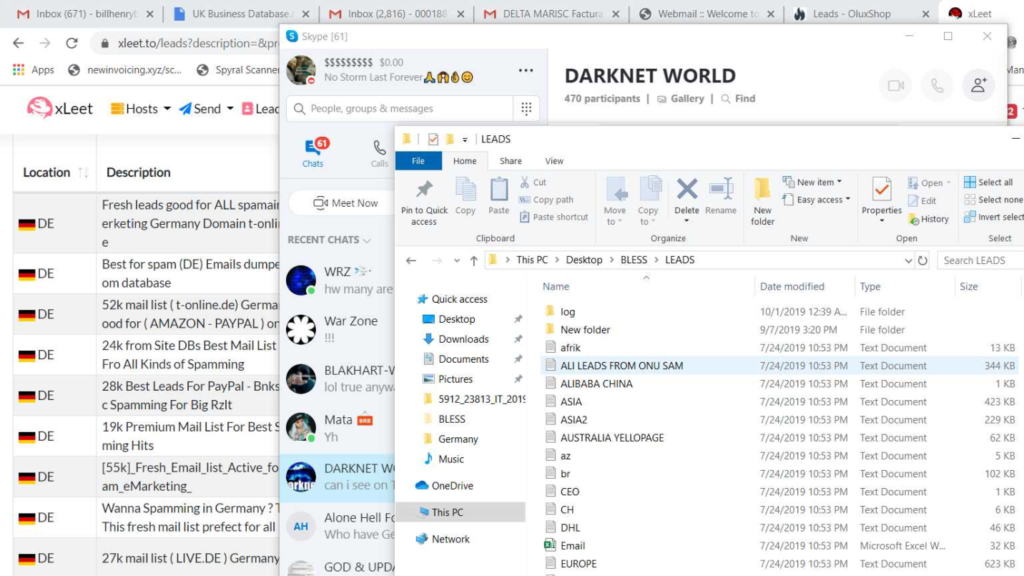 Inbox (671) - billhenryb
UK Business Database.
Inbox (2,816) - 000188
DELTA MARISC Factura
Webmail :: Welcome to
Leads - OluxShop
xLeet
xleet.to/leads?description=&pr
Apps
newinvoicing.xyz/sc...
Spyral Scanner
xLeet
Hosts
Send
Lead
Location
Description
DE
Fresh leads good for ALL spamain
erketing Germany Domain t-onli
e
DE
Best for spam (DE) Emails dumpe
om database
DE
52k mail list ( t-online.de) Germa
ood for ( AMAZON - PAYPAL ) on
DE
24k from Site DBs Best Mail List
Fro All Kinds of Spamming
DE
28k Best Leads For PayPal - Bnks
c Spamming For Big Rzlt
DE
19k Premium Mail List For Best S
ming Hits
DE
[55k]_Fresh_Email_list_Active_fo
am_eMarketing_
DE
Wanna Spamming in Germany ? T
This fresh mail list prefect for all
DE
27k mail list ( LIVE.DE ) Germany
Skype [61]
$$$$$$$$$ $0.00
No Storm Last Forever
People, groups & messages
61
Chats
Calls
Meet Now
RECENT CHATS
WRZ
hw many are
War Zone
!!!
BLAKHART-W
lol true anywa
Mata
Yh
DARKNET WO
can i see on T
AH
Alone Hell Fo
Who have Ge
GOD & UPDA
DARKNET WORLD
470 participants | Gallery | Find
LEADS
File
Home
Share
View
Pin to Quick access
Copy
Paste
Cut
Copy path
Paste shortcut
Clipboard
Move to
Copy to
Delete
Rename
Organize
New folder
New item
Easy access
New
Properties
Open
Edit
History
Open
Select all
Select none
Invert selec
Select
This PC > Desktop > BLESS > LEADS
Search LEADS
Quick access
Desktop
Downloads
Documents
Pictures
5912_23813_IT_2019
BLESS
Germany
Music
OneDrive
This PC
Network
Name Date modified Type Size
log 10/1/2019 12:39 A... File folder
New folder 9/7/2019 3:20 PM File folder
afrik 7/24/2019 10:53 PM Text Document 13 KB
ALI LEADS FROM ONU SAM 7/24/2019 10:53 PM Text Document 344 KB
ALIBABA CHINA 7/24/2019 10:53 PM Text Document 1 KB
ASIA 7/24/2019 10:53 PM Text Document 423 KB
ASIA2 7/24/2019 10:53 PM Text Document 229 KB
AUSTRALIA YELLOPAGE 7/24/2019 10:53 PM Text Document 62 KB
az 7/24/2019 10:53 PM Text Document 5 KB
br 7/24/2019 10:53 PM Text Document 102 KB
CEO 7/24/2019 10:53 PM Text Document 1 KB
CH 7/24/2019 10:53 PM Text Document 6 KB
DHL 7/24/2019 10:53 PM Text Document 46 KB
Email 7/24/2019 10:53 PM Microsoft Excel W... 32 KB
EUROPE 7/24/2019 10:53 PM Text Document 623 KB